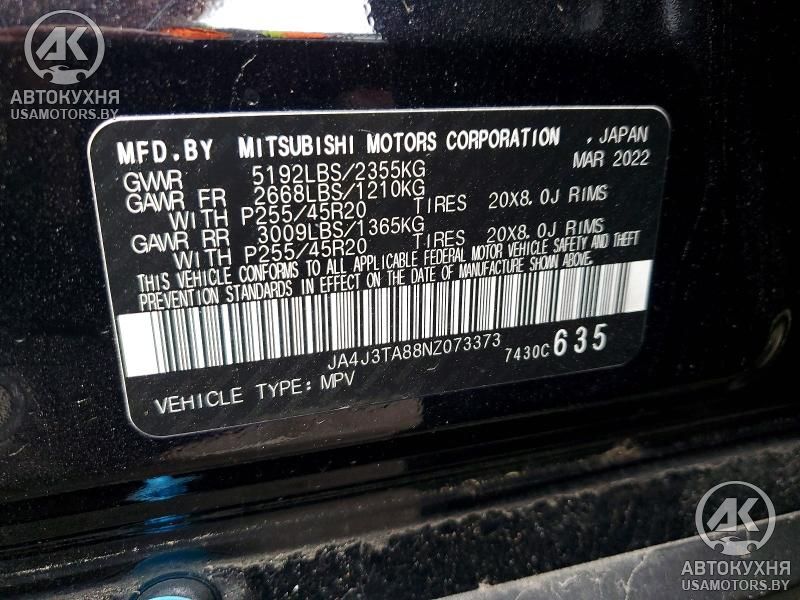 АК
АВТОКУХНЯ
USAMOTORS.BY
MFD.BY MITSUBISHI MOTORS CORPORATION , JAPAN
MAR 2022
GVWR 5192LBS/2355KG
GAWR FR 2668LBS/1210KG
WITH P255/45R20 TIRES 20X8.0J RIMS
GAWR RR 3009LBS/1365KG
WITH P255/45R20 TIRES 20X8.0J RIMS
THIS VEHICLE CONFORMS TO ALL APPLICABLE FEDERAL MOTOR VEHICLE SAFETY AND THEFT
PREVENTION STANDARDS IN EFFECT ON THE DATE OF MANUFACTURE SHOWN ABOVE.
JA4J3TA88NZ073373 7430C 635
VEHICLE TYPE: MPV
АК
АВТОКУХНЯ
USAMOTORS.BY